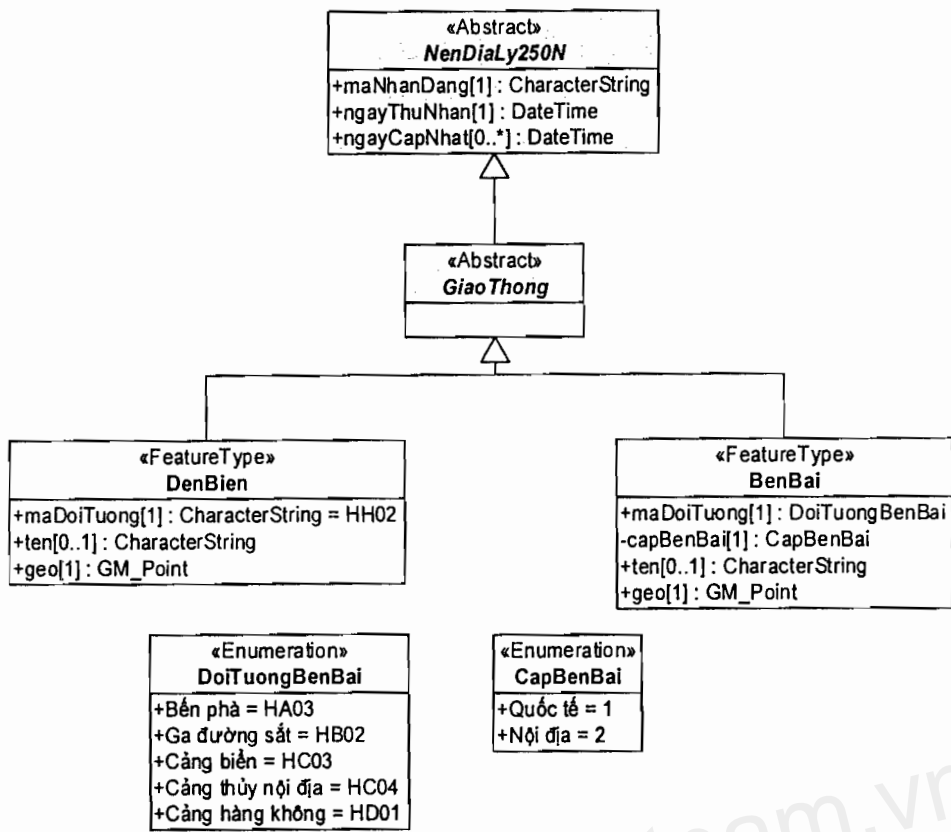 «Abstract»
NenDiaLy250N
+maNhanDang[1] : CharacterString
+ngayThuNhan[1] : DateTime
+ngayCapNhat[0..*] : DateTime
«Abstract»
GiaoThong
«FeatureType»
DenBien
+maDoiTuong[1] : CharacterString = HH02
+ten[0..1] : CharacterString
+geo[1] : GM_Point
«FeatureType»
BenBai
+maDoiTuong[1] : DoiTuongBenBai
-capBenBai[1] : CapBenBai
+ten[0..1] : CharacterString
+geo[1] : GM_Point
«Enumeration»
DoiTuongBenBai
+Bến phà = HA03
+Ga đường sắt = HB02
+Cảng biển = HC03
+Cảng thủy nội địa = HC04
+Cảng hàng không = HD01
«Enumeration»
CapBenBai
+Quốc tế = 1
+Nội địa = 2